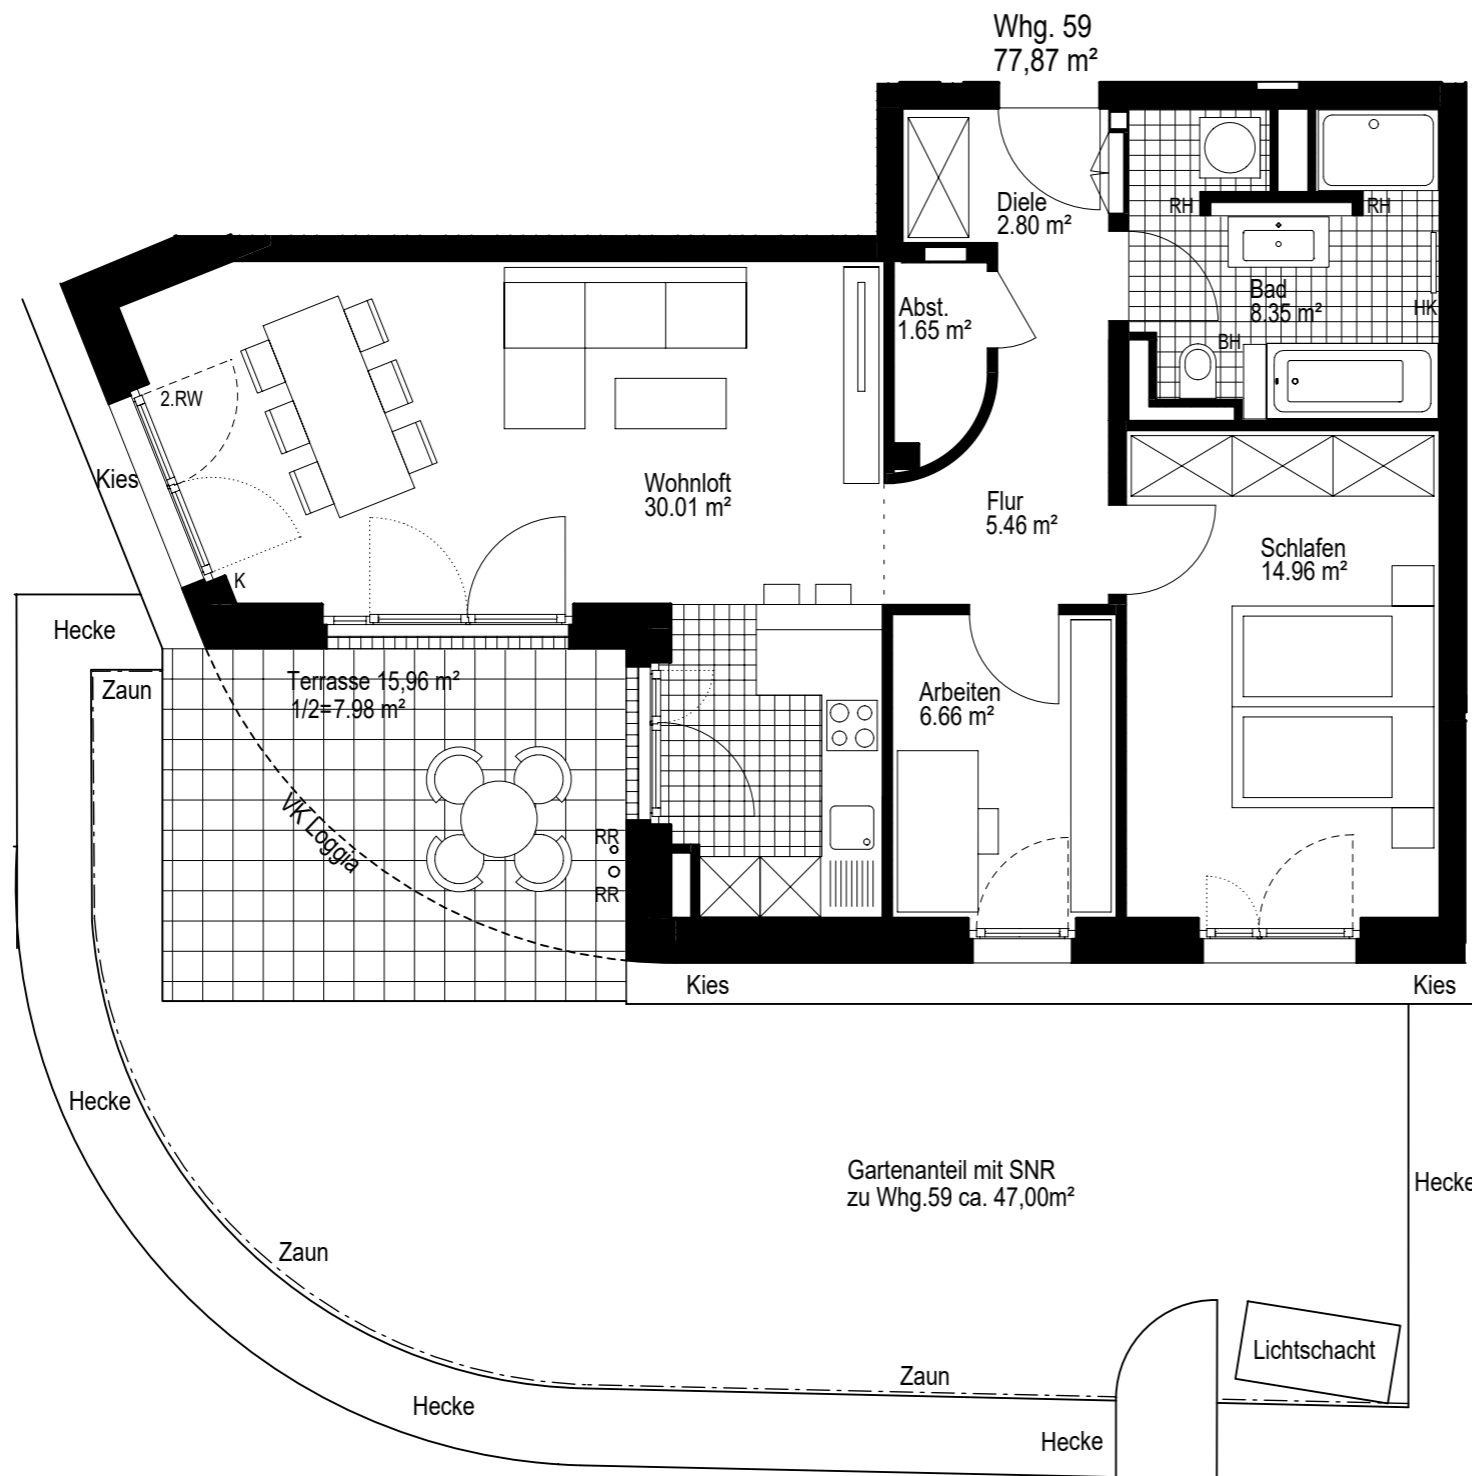 Whg. 59
77,87 m²
Diele
2.80 m²
RH
RH
Bad
8.35 m²
HK
BH
Abst.
1.65 m²
2.RW
Kies
Wohnloft
30.01 m²
Flur
5.46 m²
Schlafen
14.96 m²
K
Hecke
Zaun
Terrasse 15,96 m²
1/2=7.98 m²
Arbeiten
6.66 m²
VK Loggia
RR
RR
Kies
Kies
Hecke
Gartenanteil mit SNR
zu Whg.59 ca. 47,00m²
Hecke
Zaun
Lichtschacht
Zaun
Hecke
Hecke